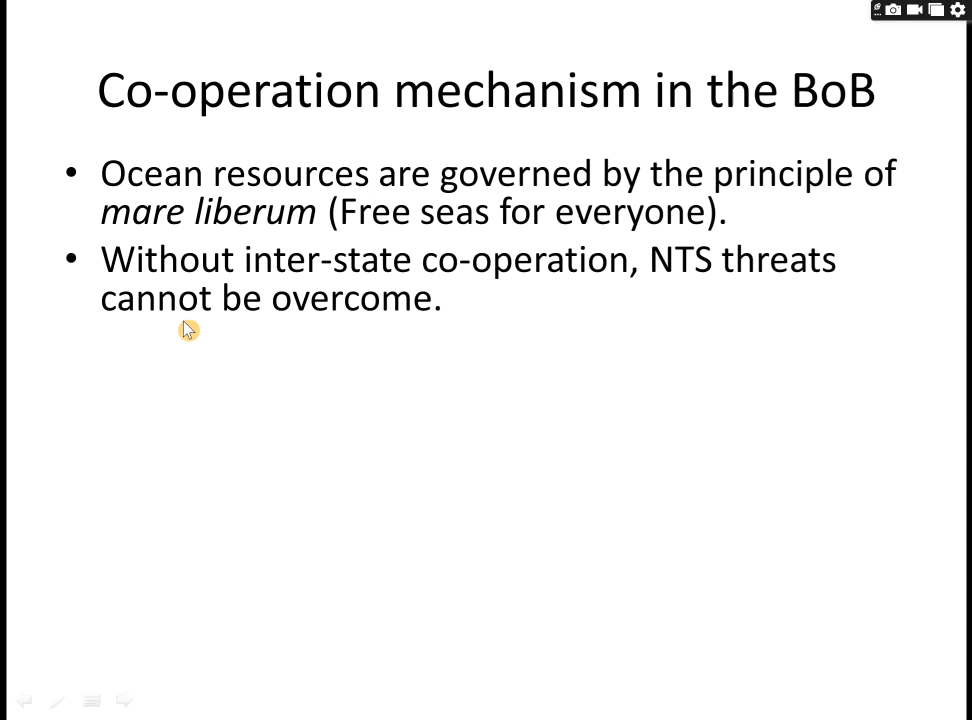 Co-operation mechanism in the BoB
• Ocean resources are governed by the principle of
mare liberum (Free seas for everyone).
• Without inter-state co-operation, NTS threats
cannot be overcome.